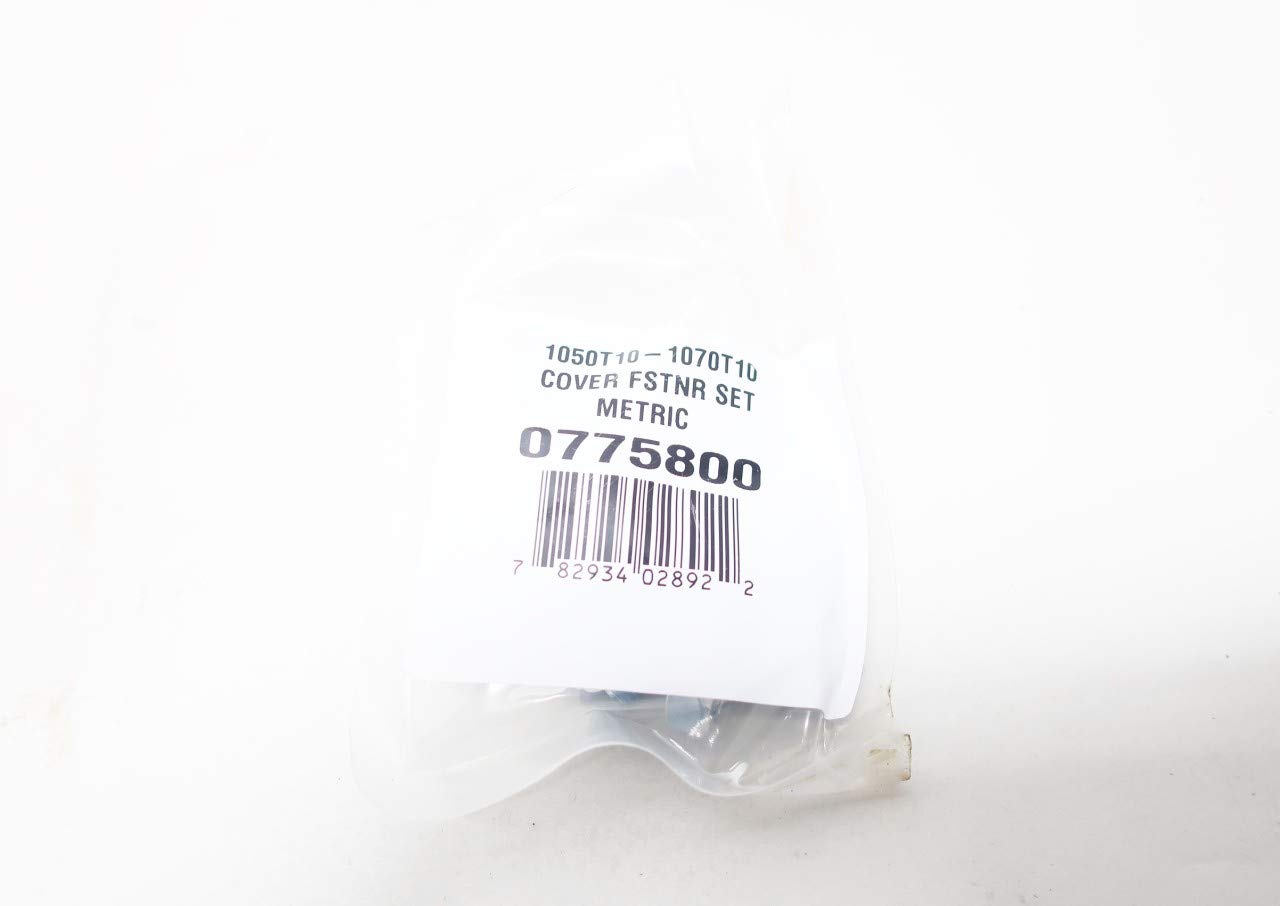 1050T10 – 1070T10
COVER FSTNR SET
METRIC
0775800
7 82934 02892 2